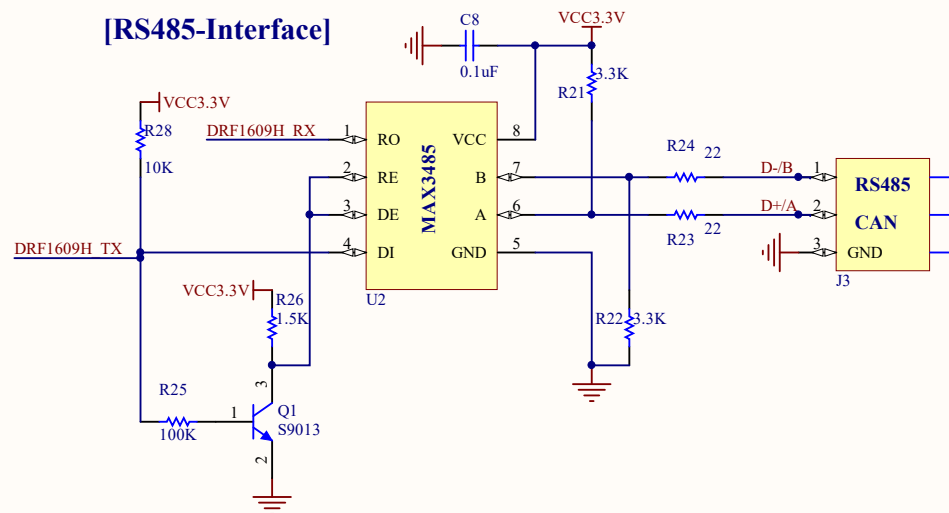 [RS485-Interface]
C8
0.1uF
VCC3.3V
3.3K
R21
VCC3.3V
R28
10K
DRF1609H_RX
1
RO
VCC
8
2
RE
B
7
3
DE
A
6
4
DI
GND
5
MAX3485
U2
R24
22
D-/B
1
RS485
R23
22
D+/A
2
CAN
3
GND
J3
DRF1609H_TX
VCC3.3V
R26
1.5K
R22
3.3K
R25
100K
1
3
2
Q1
S9013